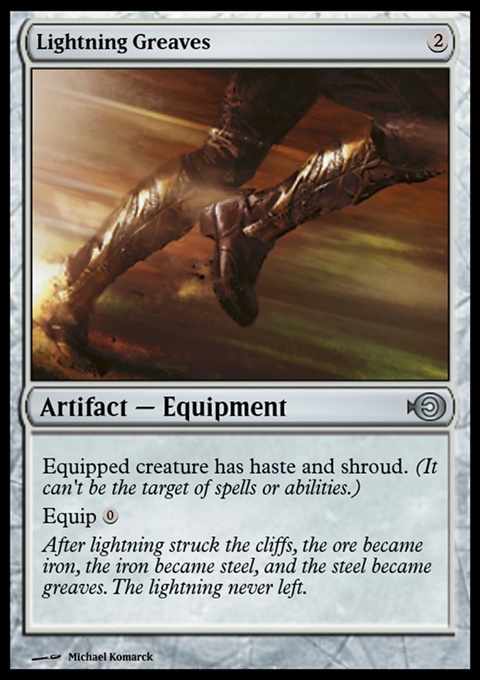 Lightning Greaves
2
Artifact — Equipment
Equipped creature has haste and shroud. (It
can't be the target of spells or abilities.)
Equip 0
After lightning struck the cliffs, the ore became
iron, the iron became steel, and the steel became
greaves. The lightning never left.
Michael Komarck